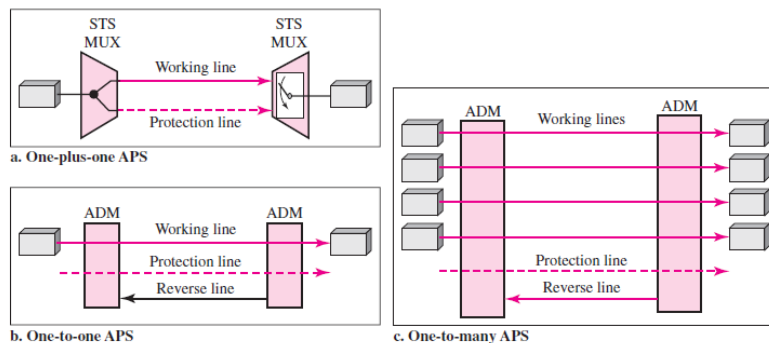 STS
MUX
STS
MUX
Working line
Protection line
a. One-plus-one APS
ADM
ADM
Working line
Protection line
Reverse line
b. One-to-one APS
ADM
ADM
Working lines
Protection line
Reverse line
c. One-to-many APS